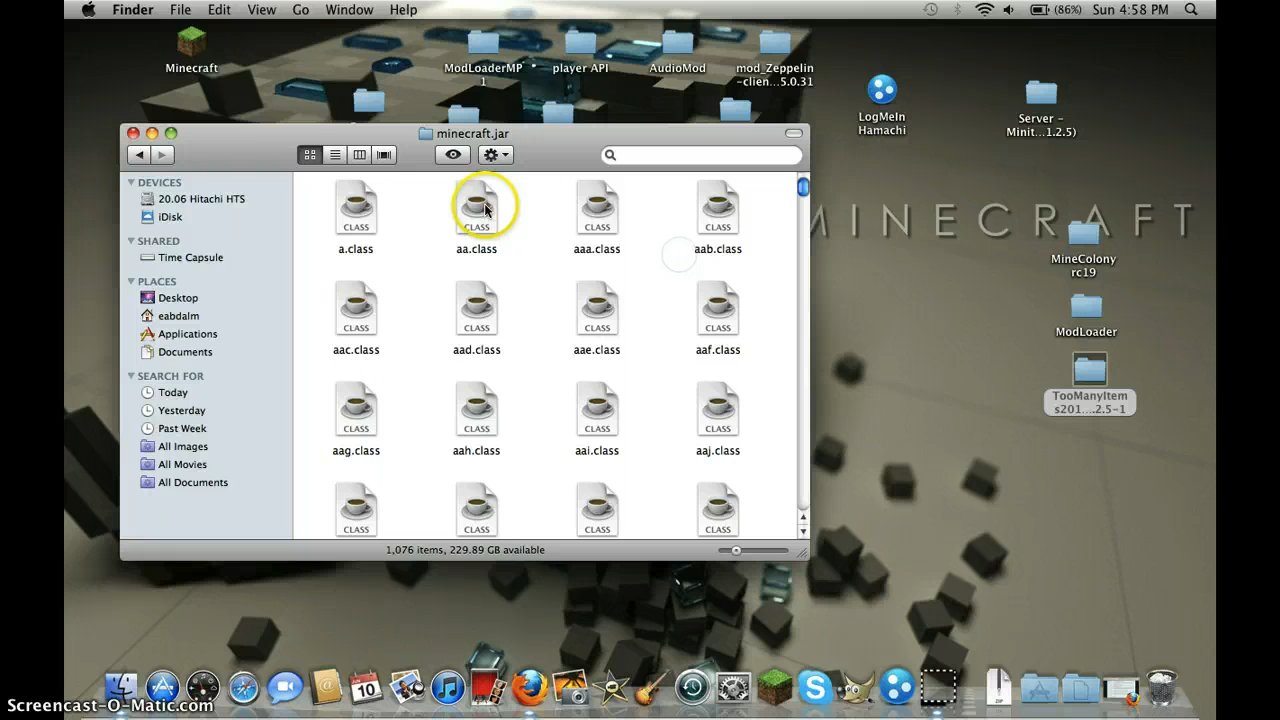 Finder File Edit View Go Window Help
(86%) Sun 4:58 PM
Minecraft
ModLoaderMP
1
player API
AudioMod
mod_Zeppelin
-clien...5.0.31
LogMeIn
Hamachi
Server -
Minit...1.2.5)
minecraft.jar
DEVICES
20.06 Hitachi HTS
iDisk
SHARED
Time Capsule
PLACES
Desktop
eabdalm
Applications
Documents
SEARCH FOR
Today
Yesterday
Past Week
All Images
All Movies
All Documents
CLASS CLASS CLASS CLASS
a.class aa.class aaa.class aab.class
CLASS CLASS CLASS CLASS
aac.class aad.class aae.class aaf.class
CLASS CLASS CLASS CLASS
aag.class aah.class aai.class aaj.class
CLASS CLASS CLASS CLASS
1,076 items, 229.89 GB available
MINECRAFT
MineColony
rc19
ModLoader
TooManyItem
s201....2.5-1
10
ZIP
Screencast-O-Matic.com